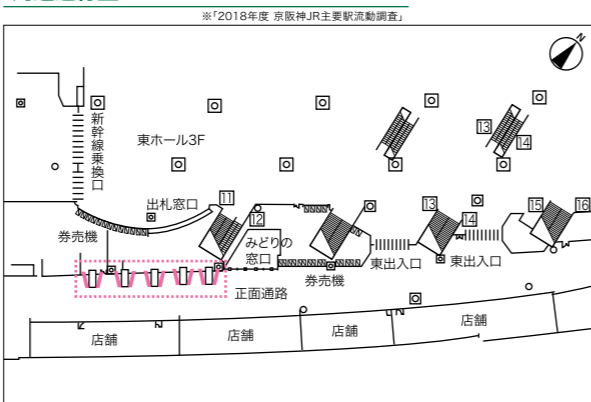 ※「2018年度 京阪神JR主要駅流動調査」
N
新幹線乗換口
東ホール3F
13
14
出札窓口
11
12
13
14
15
16
券売機
みどりの
窓口
東出入口
東出入口
券売機
正面通路
店舗
店舗
店舗
店舗